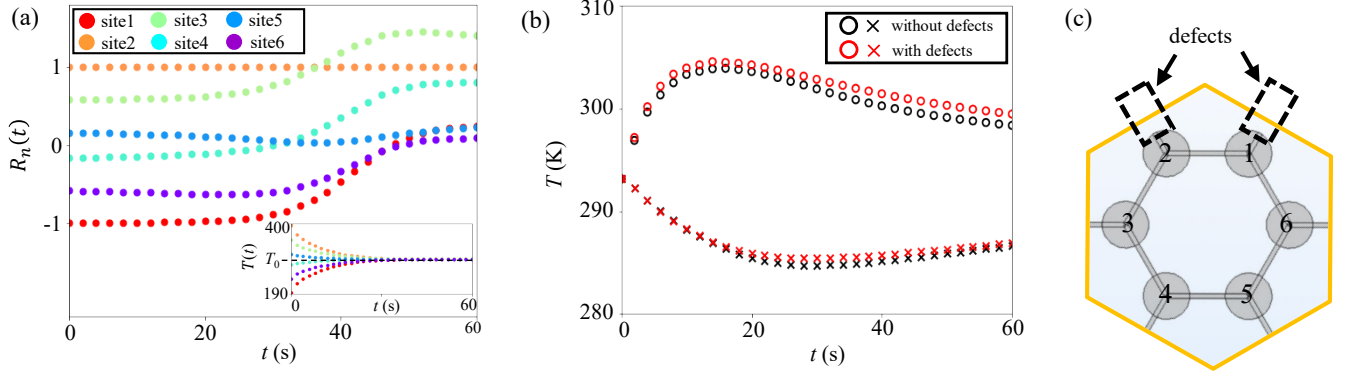 (a)
site1 site3 site5
site2 site4 site6
1
0
-1
R_n(t)
0 20 40 60
t (s)
400
T_0
190
T(t)
0 60
t (s)
(b)
310
300
290
280
T (K)
without defects
with defects
0 20 40 60
t (s)
(c)
defects
2 1
3 6
4 5